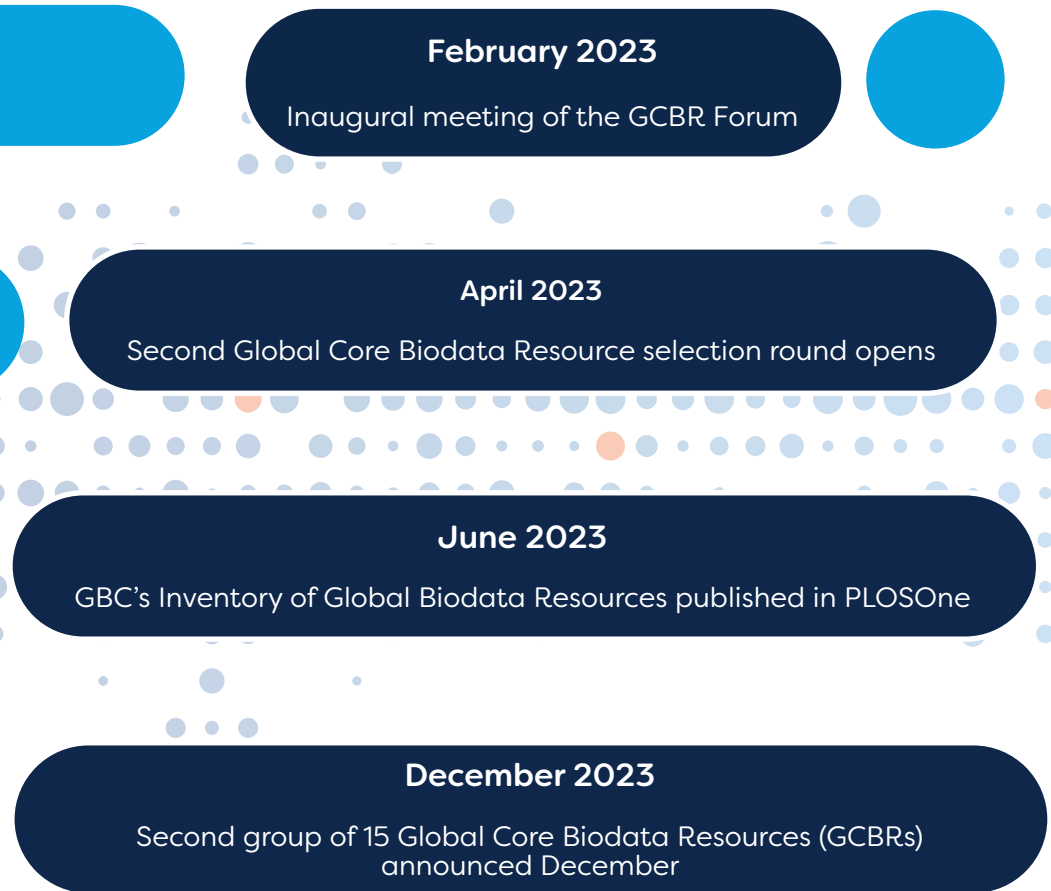 February 2023
Inaugural meeting of the GCBR Forum
April 2023
Second Global Core Biodata Resource selection round opens
June 2023
GBC’s Inventory of Global Biodata Resources published in PLOSOne
December 2023
Second group of 15 Global Core Biodata Resources (GCBRs)
announced December